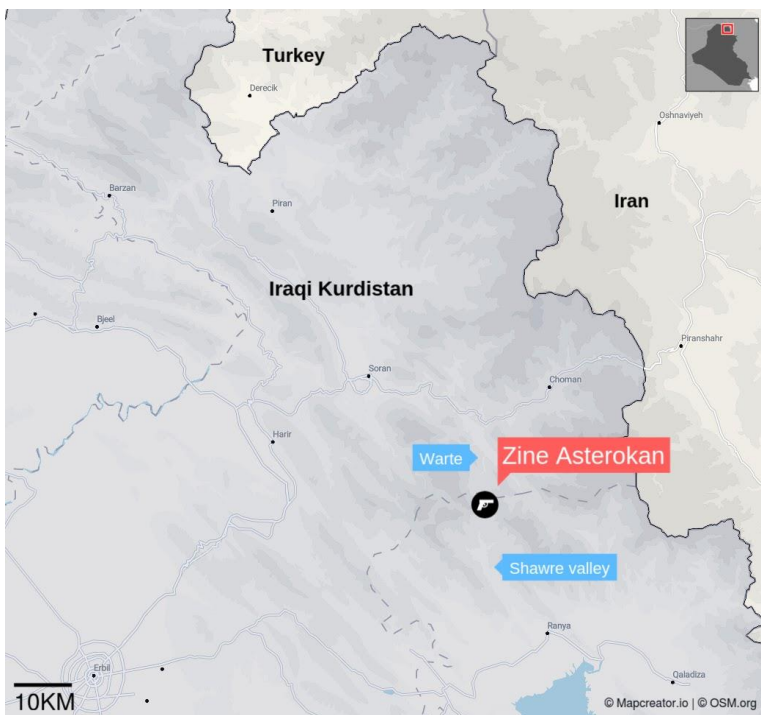 Turkey
Derecik
Oshnaviyeh
Barzan
Iran
Piran
Iraqi Kurdistan
Bjeel
Piranshahr
Soran
Choman
Harir
Warte
Zine Asterokan
Shawre valley
Ranya
Erbil
Qaladiza
10KM
© Mapcreator.io | © OSM.org